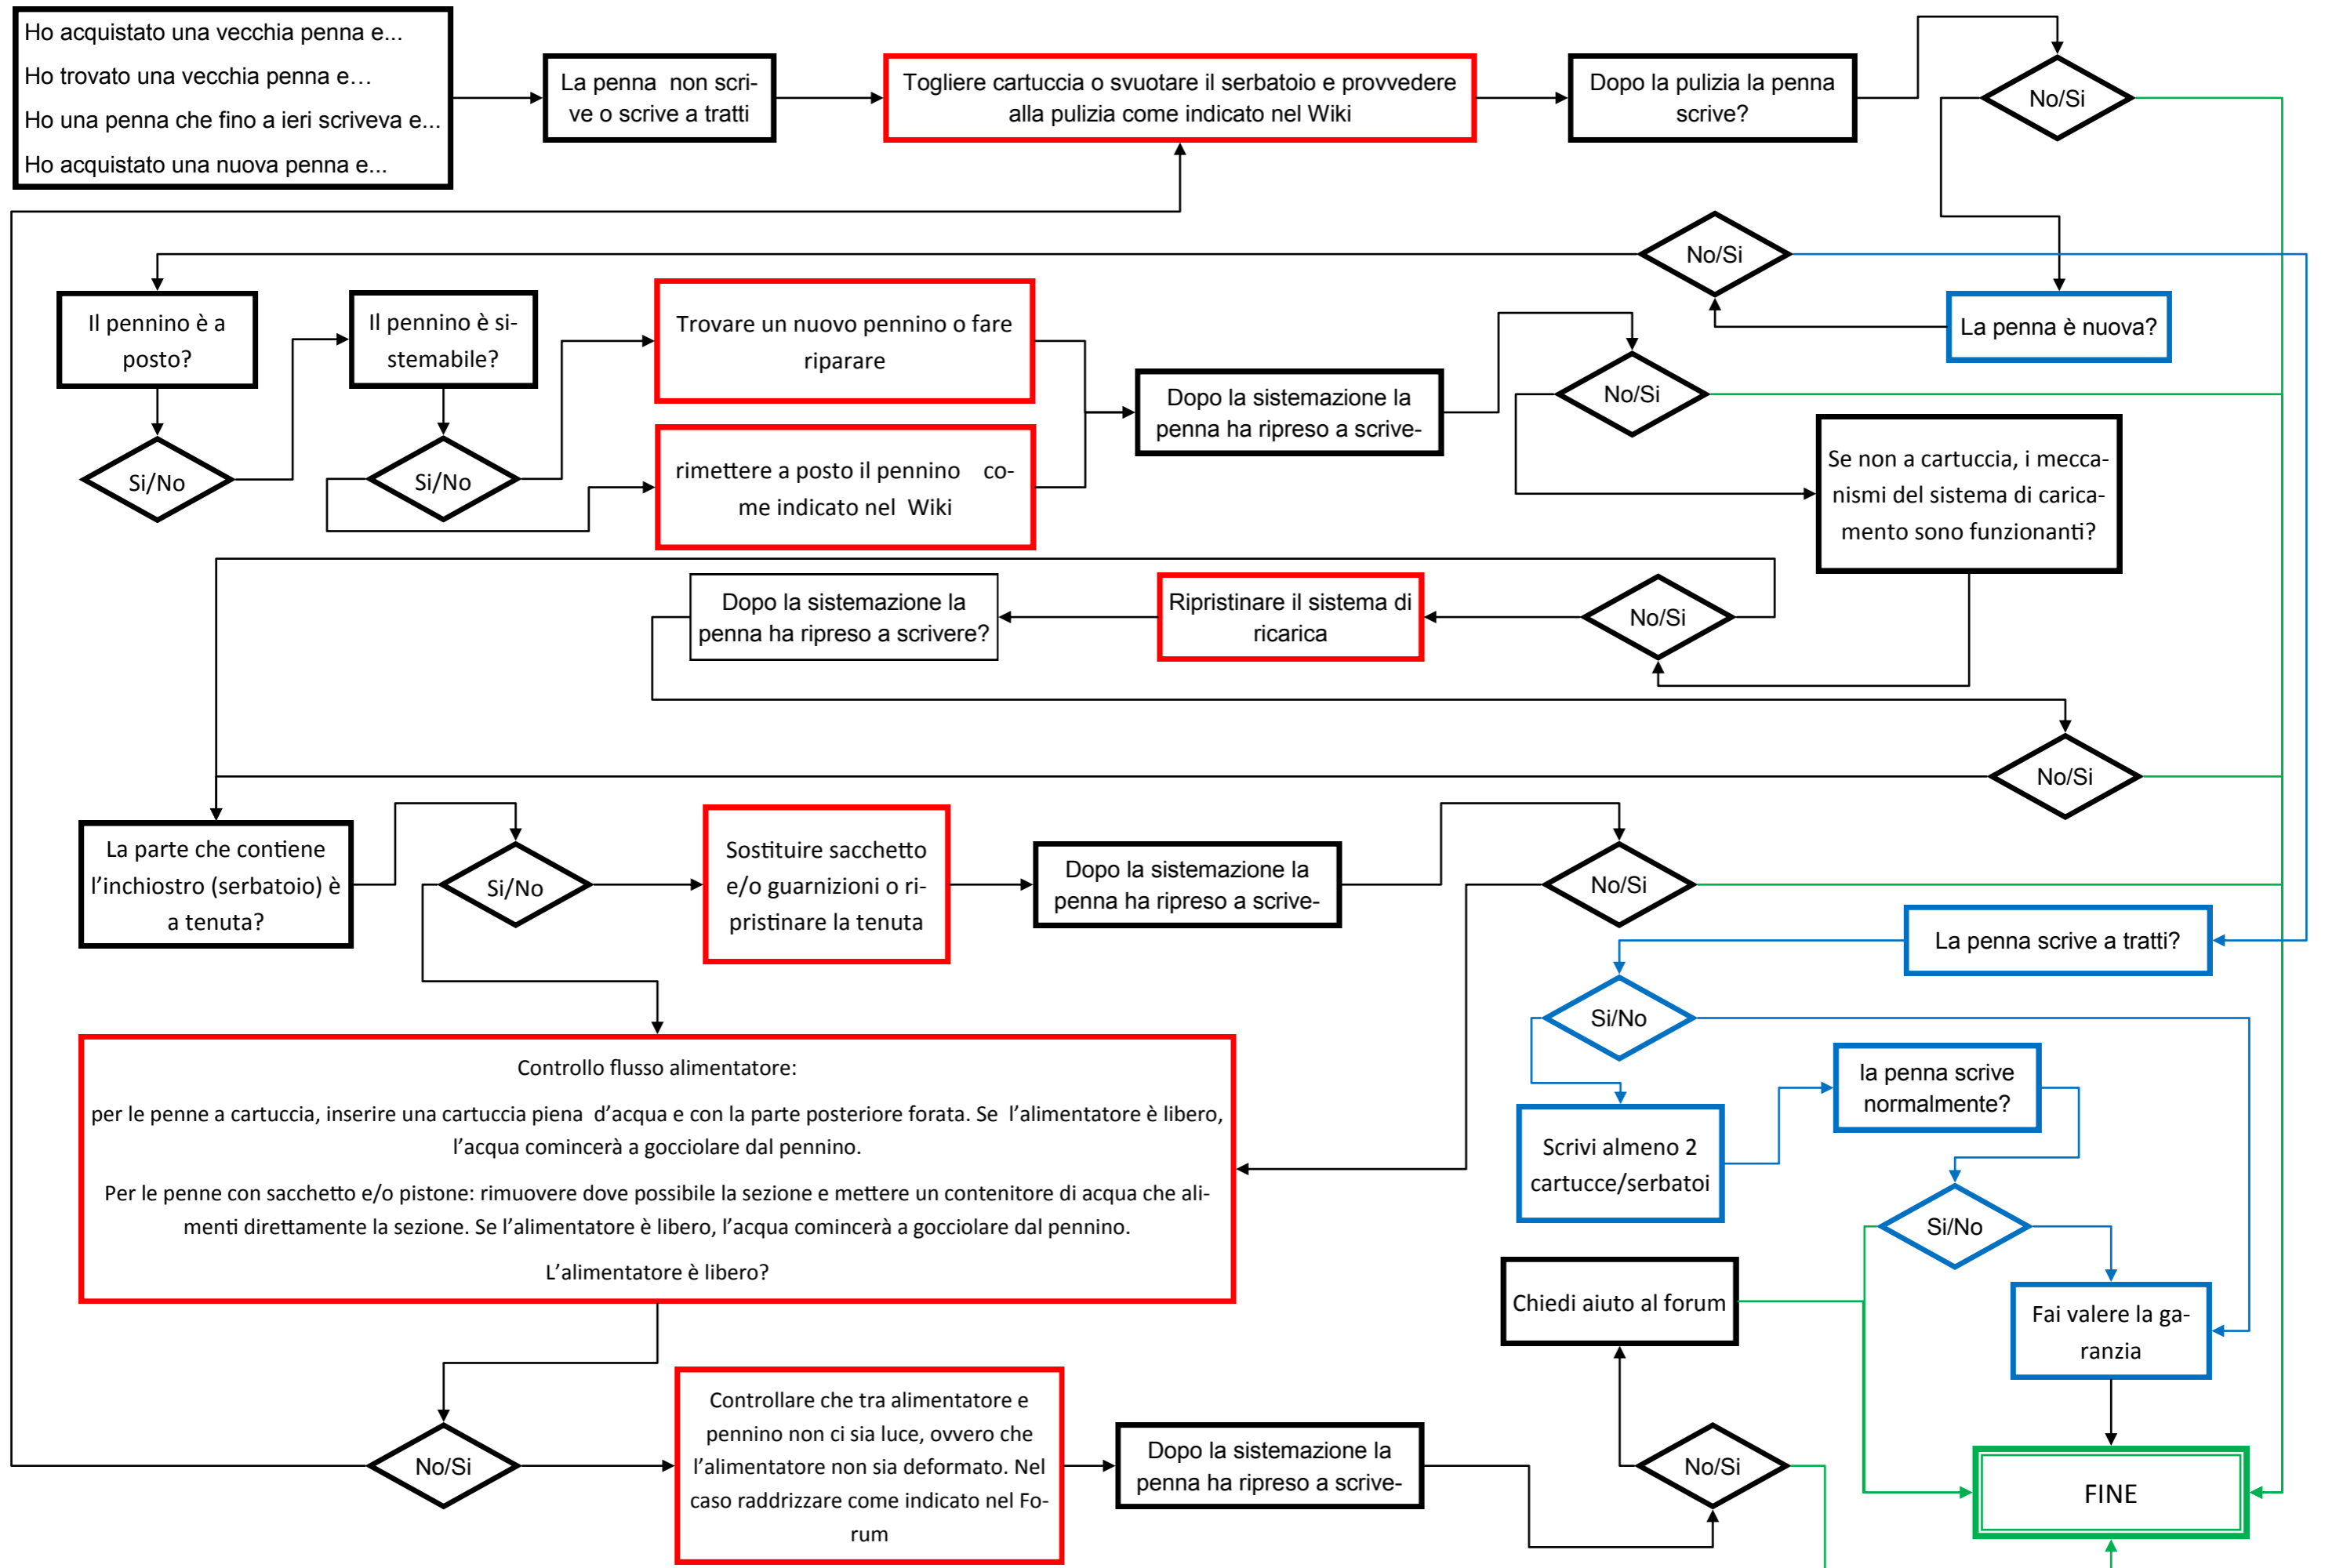 Ho acquistato una vecchia penna e...
Ho trovato una vecchia penna e…
Ho una penna che fino a ieri scriveva e...
Ho acquistato una nuova penna e...
La penna non scri-
ve o scrive a tratti
Togliere cartuccia o svuotare il serbatoio e provvedere
alla pulizia come indicato nel Wiki
Dopo la pulizia la penna
scrive?
No/Si
No/Si
La penna è nuova?
Il pennino è a
posto?
Il pennino è si-
stemabile?
Trovare un nuovo pennino o fare
riparare
Si/No
Si/No
rimettere a posto il pennino co-
me indicato nel Wiki
Dopo la sistemazione la
penna ha ripreso a scrive-
No/Si
Se non a cartuccia, i mecca-
nismi del sistema di carica-
mento sono funzionanti?
Dopo la sistemazione la
penna ha ripreso a scrivere?
Ripristinare il sistema di
ricarica
No/Si
No/Si
La parte che contiene
l'inchiostro (serbatoio) è
a tenuta?
Si/No
Sostituire sacchetto
e/o guarnizioni o ri-
pristinare la tenuta
Dopo la sistemazione la
penna ha ripreso a scrive-
No/Si
La penna scrive a tratti?
Si/No
Controllo flusso alimentatore:
per le penne a cartuccia, inserire una cartuccia piena d'acqua e con la parte posteriore forata. Se l'alimentatore è libero,
l'acqua comincerà a gocciolare dal pennino.
Per le penne con sacchetto e/o pistone: rimuovere dove possibile la sezione e mettere un contenitore di acqua che ali-
menti direttamente la sezione. Se l'alimentatore è libero, l'acqua comincerà a gocciolare dal pennino.
L'alimentatore è libero?
Scrivi almeno 2
cartucce/serbatoi
la penna scrive
normalmente?
Si/No
Chiedi aiuto al forum
Fai valere la ga-
ranzia
No/Si
Controllare che tra alimentatore e
pennino non ci sia luce, ovvero che
l'alimentatore non sia deformato. Nel
caso raddrizzare come indicato nel Fo-
rum
Dopo la sistemazione la
penna ha ripreso a scrive-
No/Si
FINE